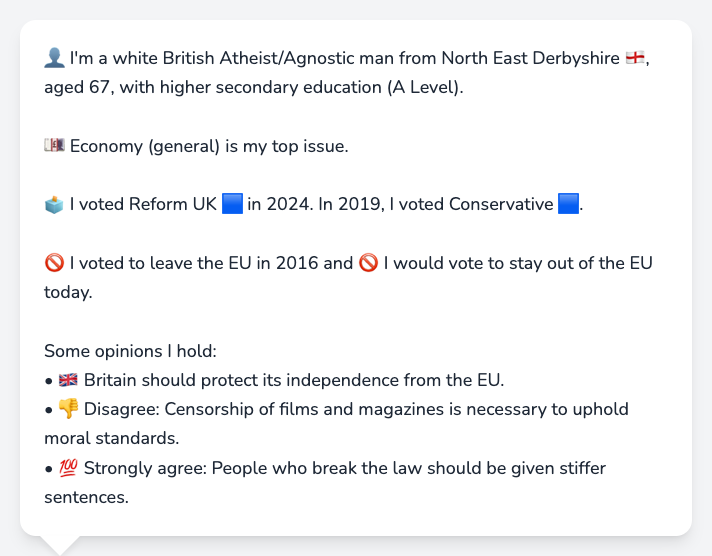 👤 I'm a white British Atheist/Agnostic man from North East Derbyshire 🏴󠁧󠁢󠁥󠁮󠁧󠁿,
aged 67, with higher secondary education (A Level).
💷 Economy (general) is my top issue.
🗳️ I voted Reform UK 🟦 in 2024. In 2019, I voted Conservative 🟦.
🚫 I voted to leave the EU in 2016 and 🚫 I would vote to stay out of the EU
today.
Some opinions I hold:
• 🇬🇧 Britain should protect its independence from the EU.
• 👎 Disagree: Censorship of films and magazines is necessary to uphold
moral standards.
• 💯 Strongly agree: People who break the law should be given stiffer
sentences.